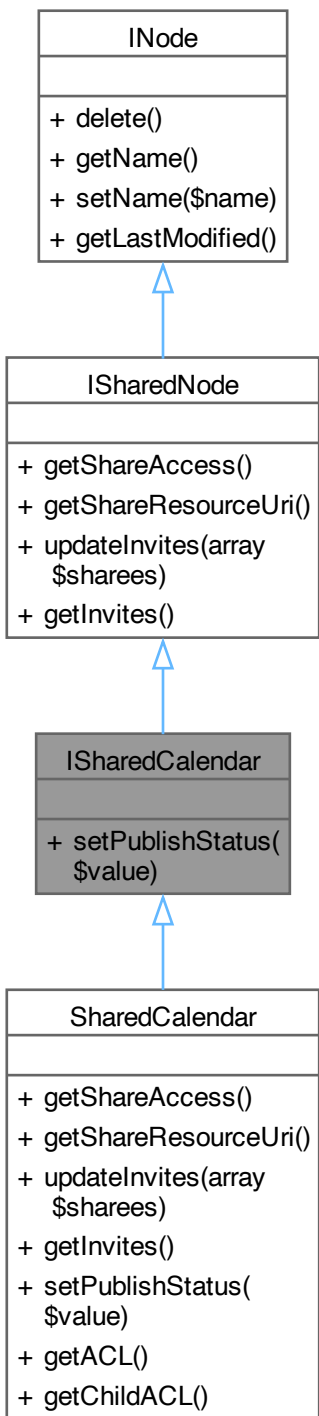 INode
+ delete()
+ getName()
+ setName($name)
+ getLastModified()
ISharedNode
+ getShareAccess()
+ getShareResourceUri()
+ updateInvites(array
$sharees)
+ getInvites()
ISharedCalendar
+ setPublishStatus(
$value)
SharedCalendar
+ getShareAccess()
+ getShareResourceUri()
+ updateInvites(array
$sharees)
+ getInvites()
+ setPublishStatus(
$value)
+ getACL()
+ getChildACL()